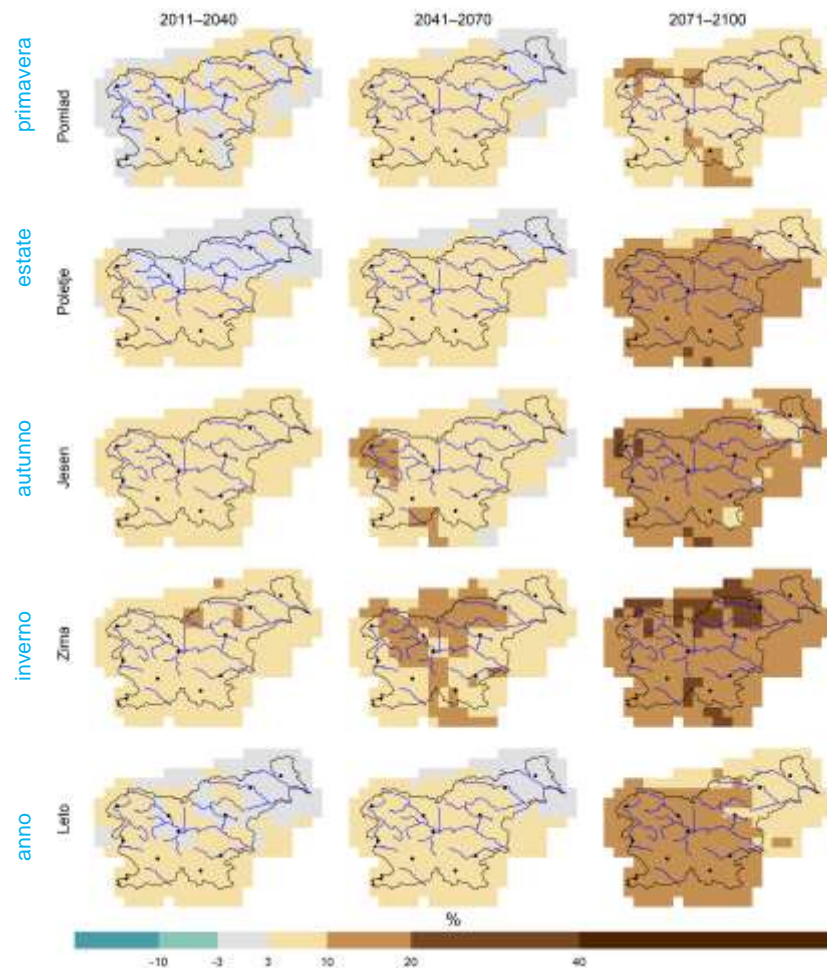 2011–2040 2041–2070 2071–2100
primavera
Pomlad
estate
Poletje
autunno
Jesen
inverno
Zima
anno
Leto
%
-10 -3 3 10 20 40